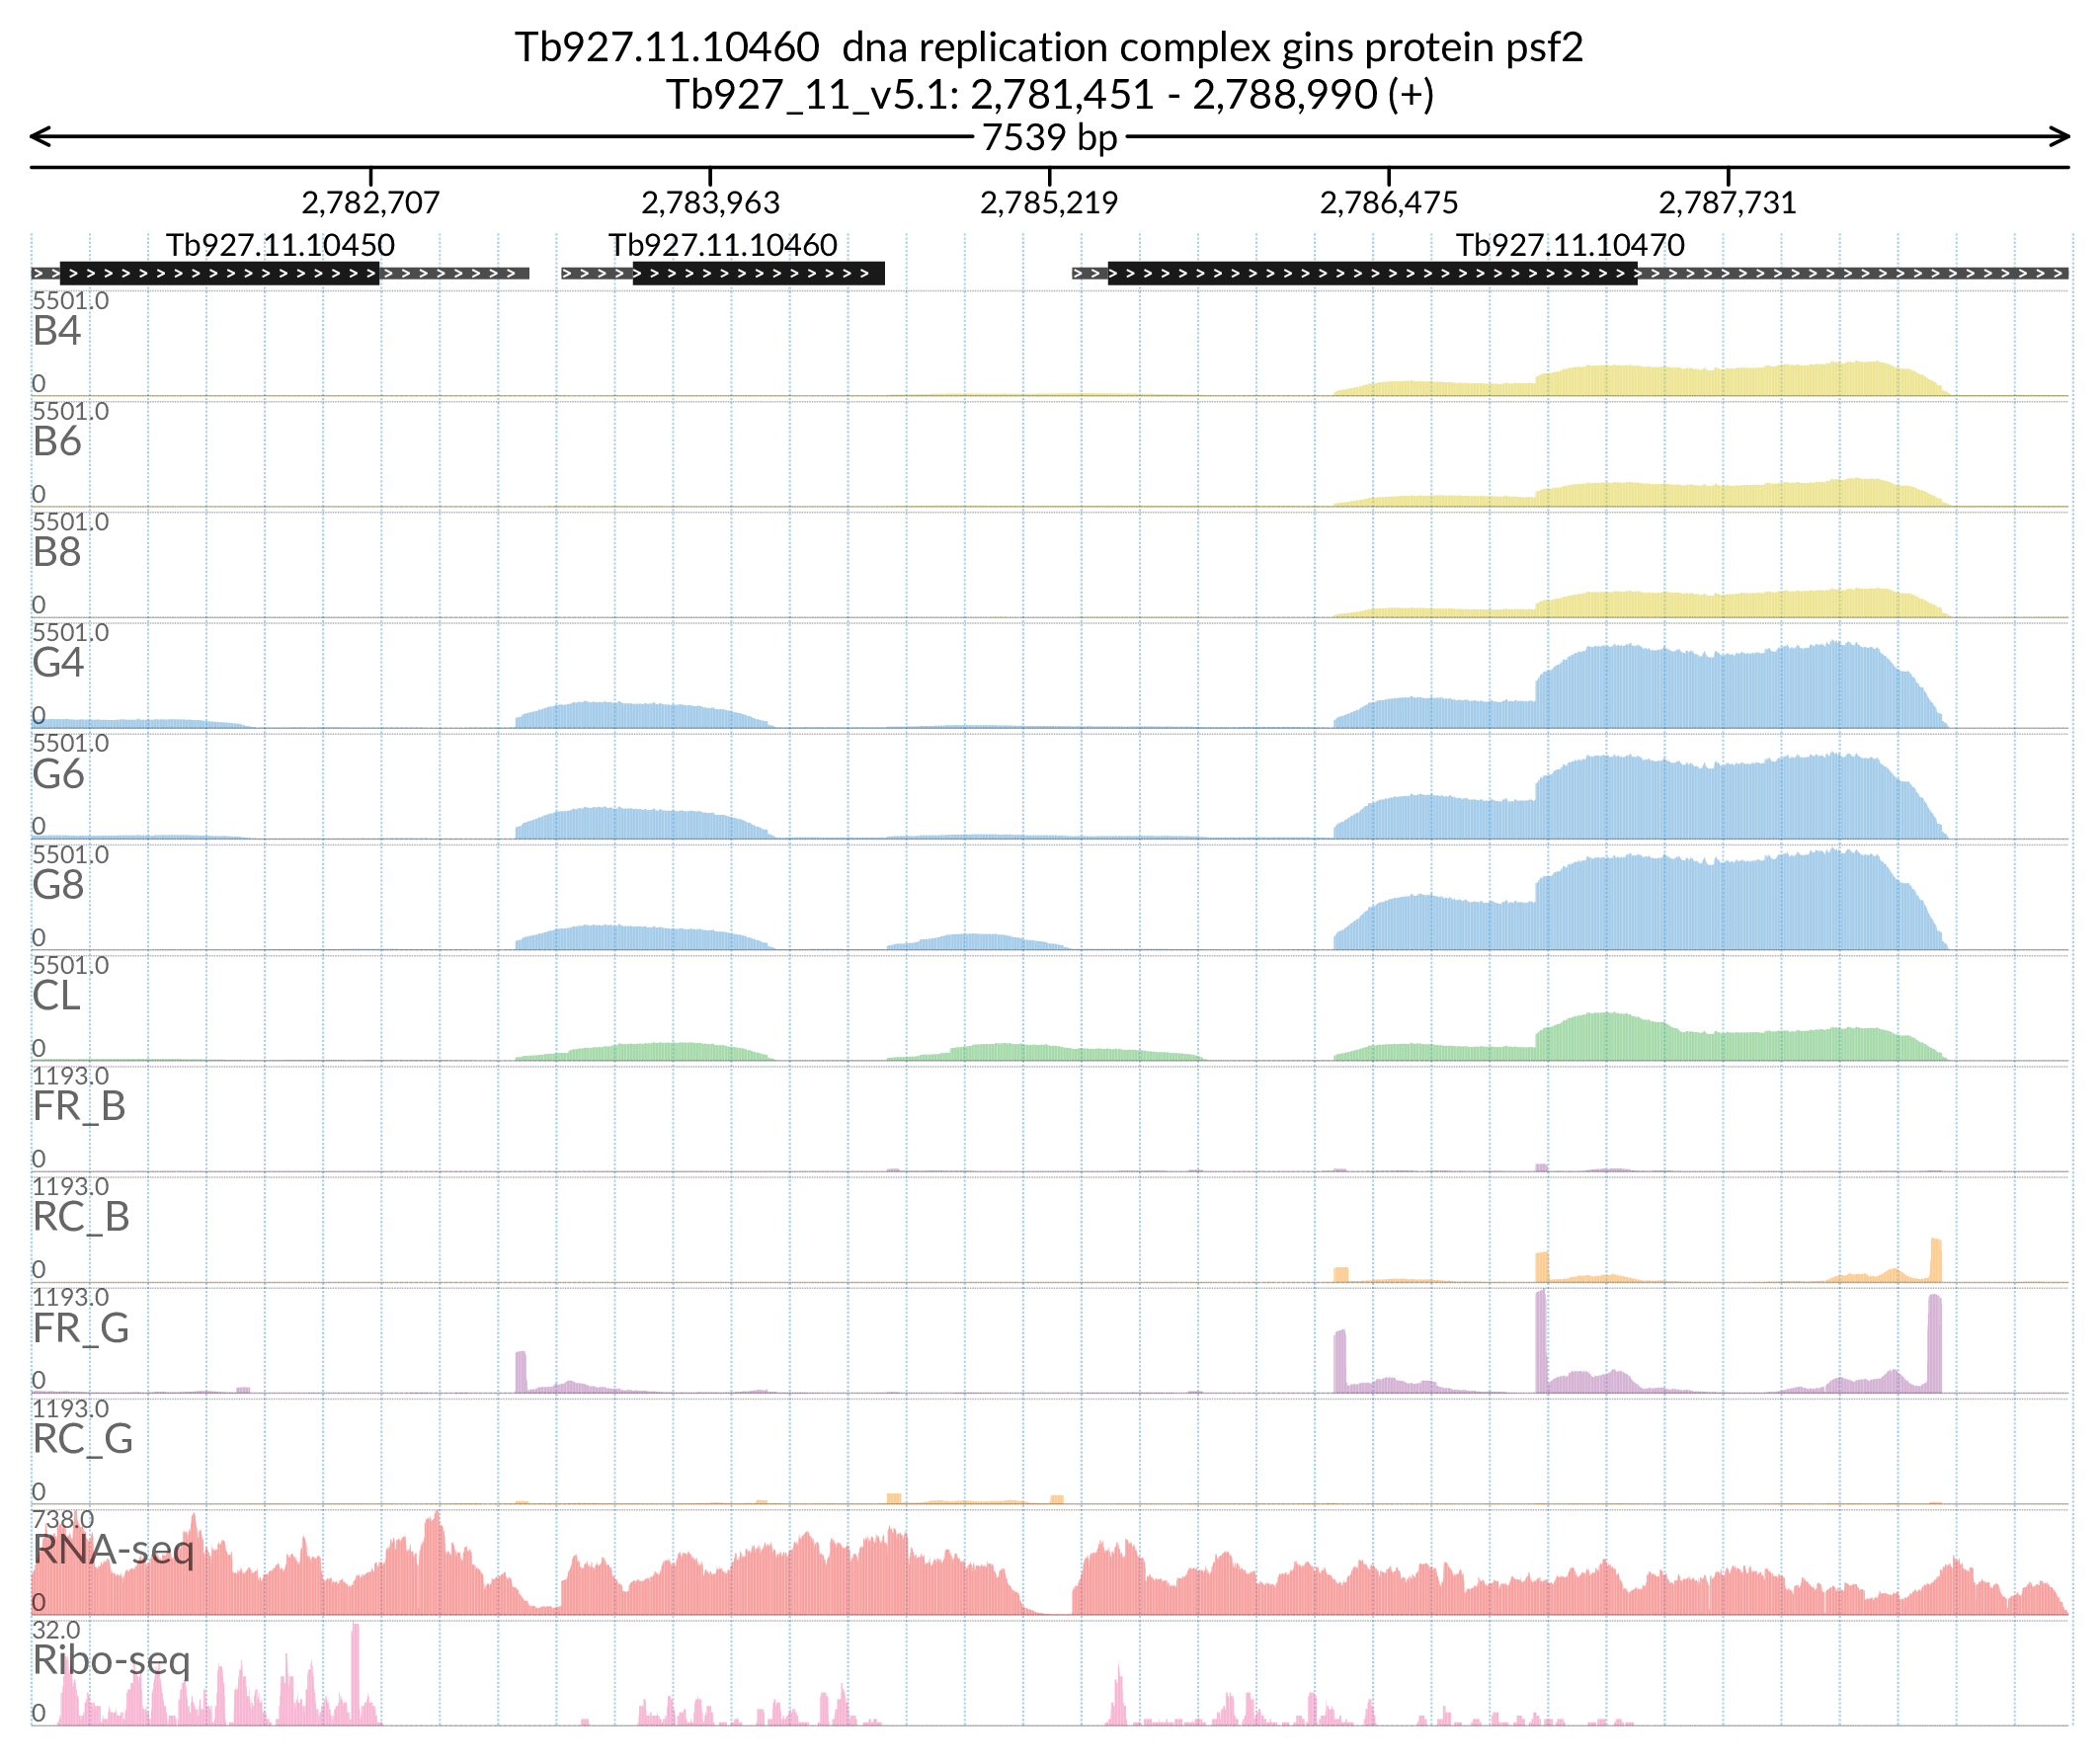 Tb927.11.10460 dna replication complex gins protein psf2
Tb927_11_v5.1: 2,781,451 - 2,788,990 (+)
7539 bp
2,782,707 2,783,963 2,785,219 2,786,475 2,787,731
Tb927.11.10450 Tb927.11.10460 Tb927.11.10470
5501.0
B4
0
5501.0
B6
0
5501.0
B8
0
5501.0
G4
0
5501.0
G6
0
5501.0
G8
0
5501.0
CL
0
1193.0
FR_B
0
1193.0
RC_B
0
1193.0
FR_G
0
1193.0
RC_G
0
738.0
RNA-seq
0
32.0
Ribo-seq
0